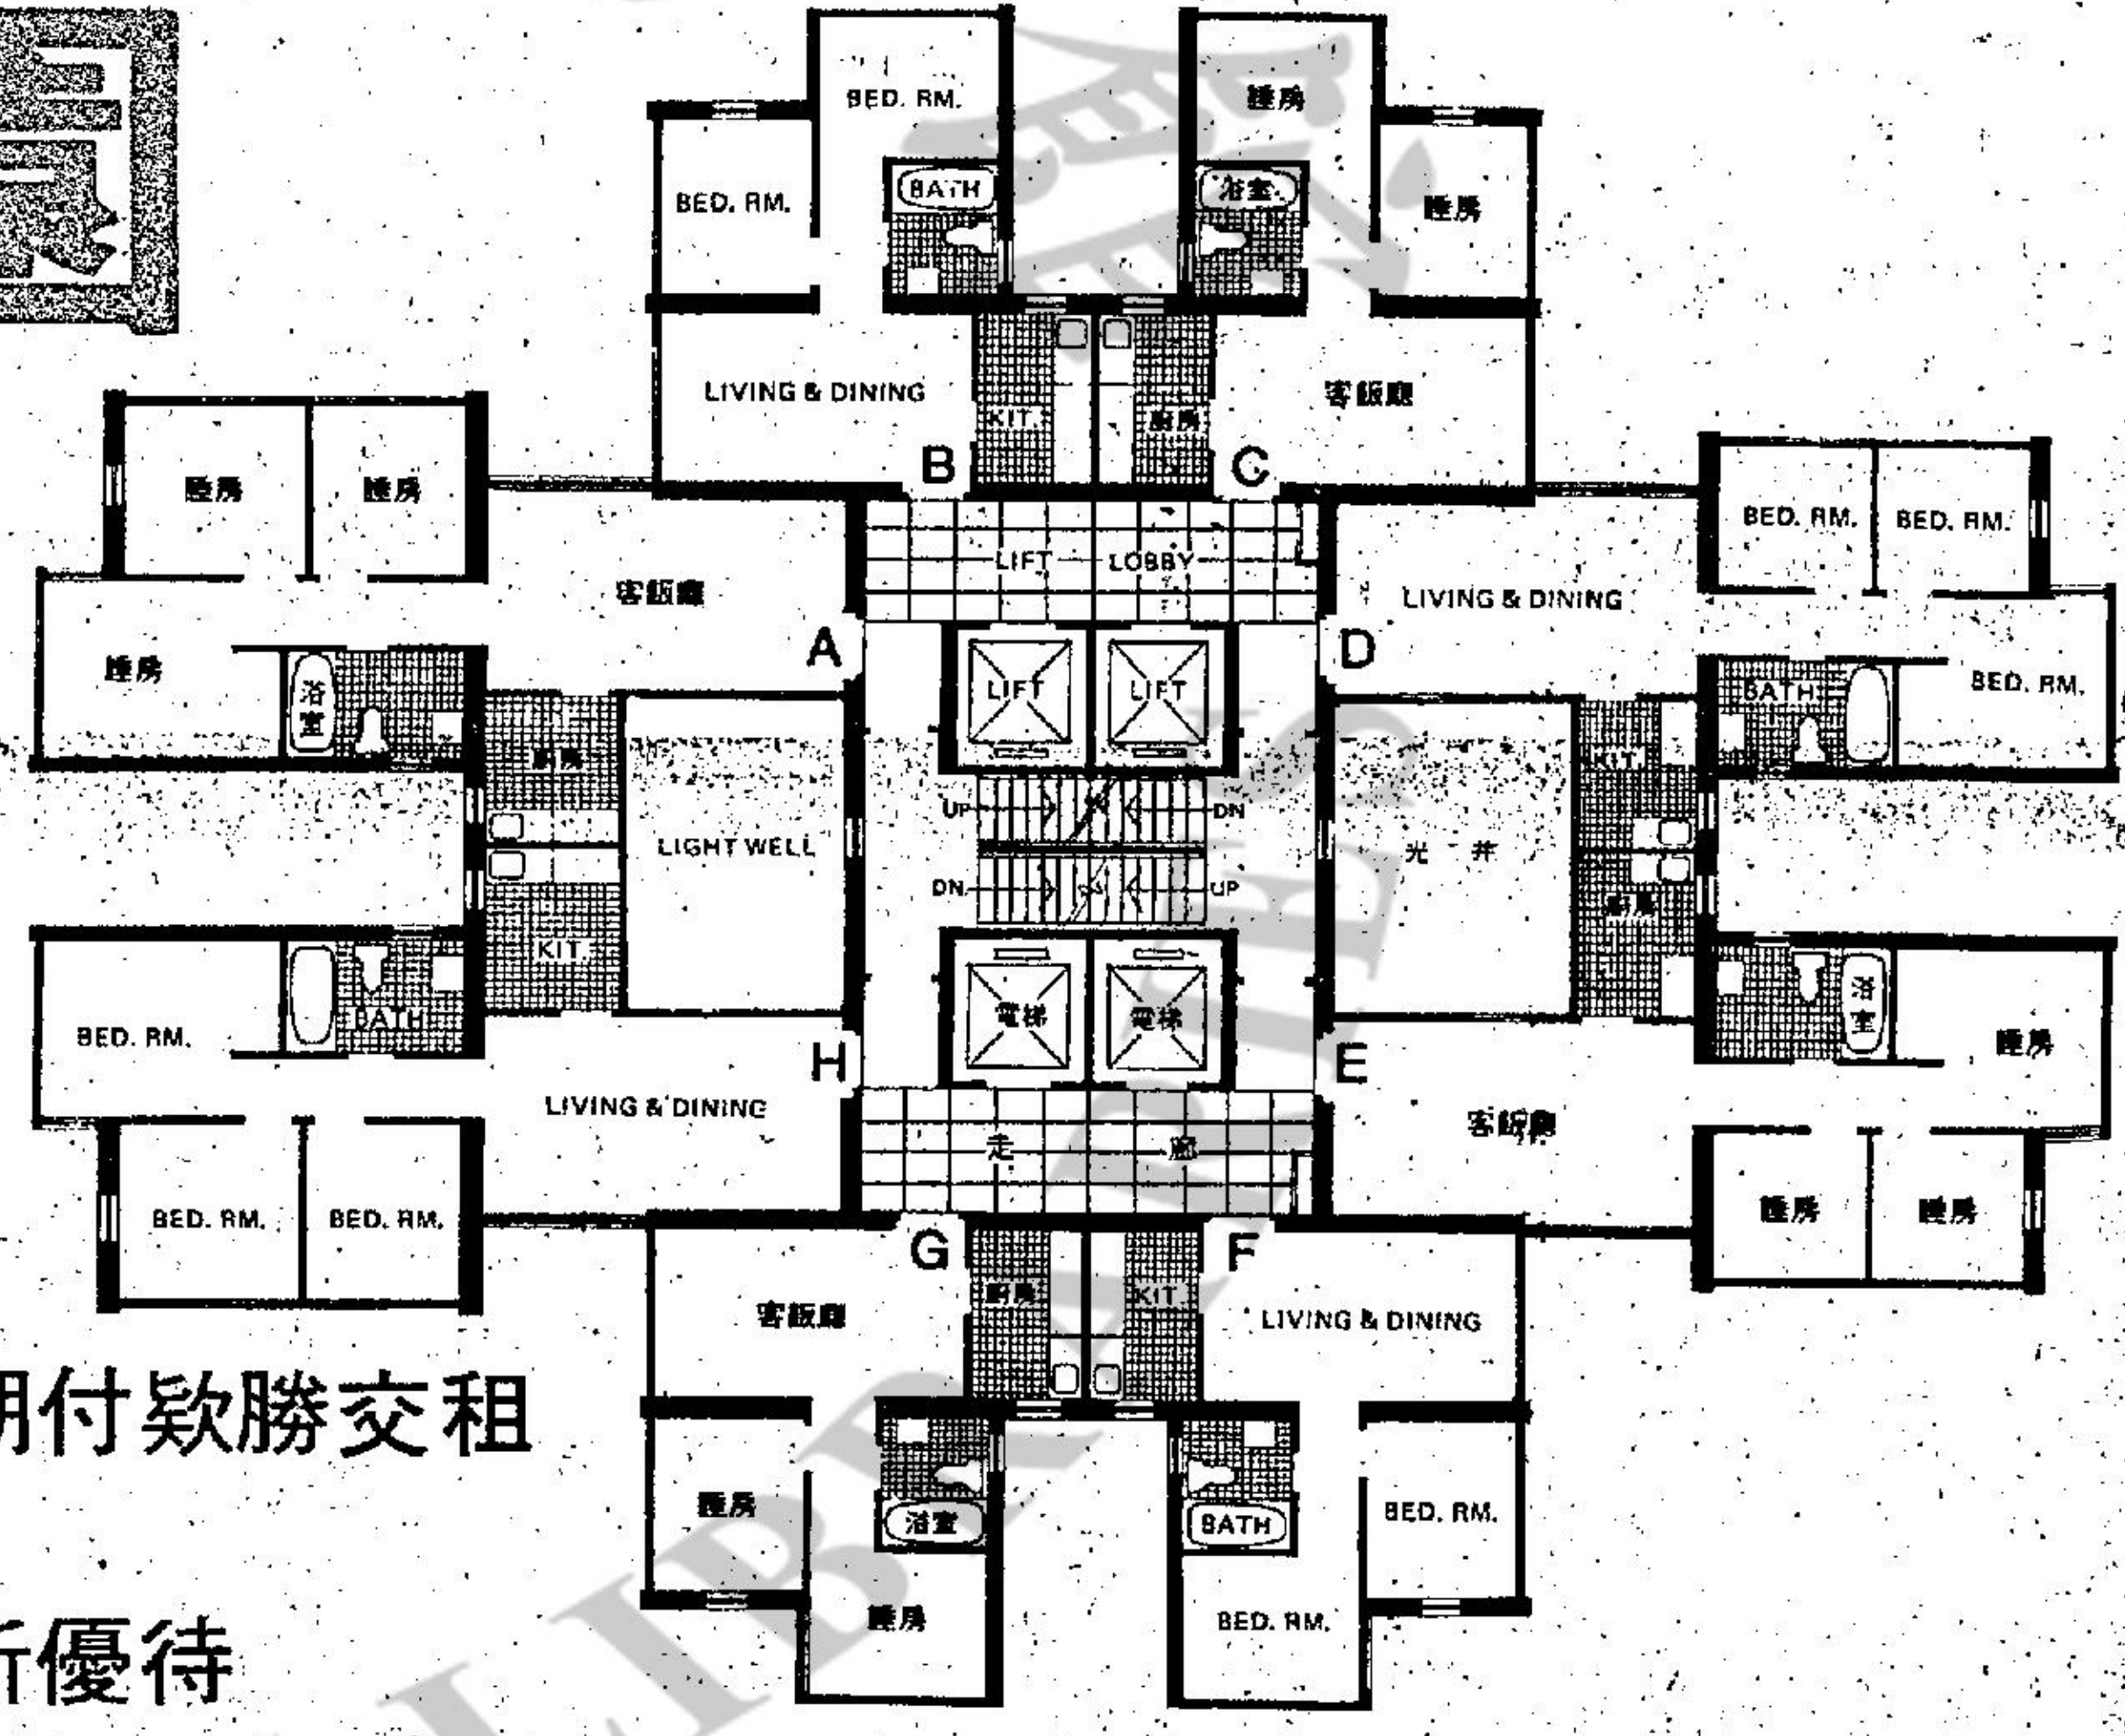 BED. RM.
睡房
BED. RM.
BATH
浴室
睡房
LIVING & DINING
KIT.
廚房
客飯廳
B
C
睡房
睡房
BED. RM.
BED. RM.
LIFT LOBBY
客飯廳
LIVING & DINING
A
D
睡房
浴室
LIFT
LIFT
BATH
BED. RM.
廚房
KIT.
UP
DN
LIGHT WELL
光井
DN.
UP
廚房
KIT.
BED. RM.
BATH
電梯
電梯
浴室
睡房
H
E
LIVING & DINING
客飯廳
走廊
BED. RM.
BED. RM.
睡房
睡房
G
F
廚房
KIT.
客飯廳
LIVING & DINING
期付欵勝交租
睡房
浴室
BATH
BED. RM.
睡房
BED. RM.
優待
LIBRARIES